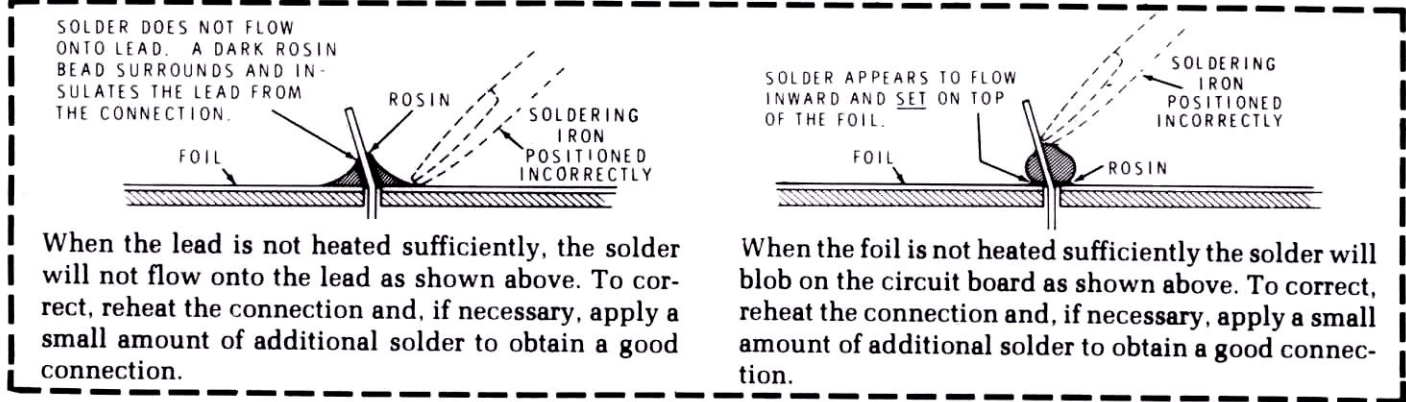 SOLDER DOES NOT FLOW
ONTO LEAD. A DARK ROSIN
BEAD SURROUNDS AND IN-
SULATES THE LEAD FROM
THE CONNECTION.
ROSIN
SOLDERING
IRON
POSITIONED
INCORRECTLY
FOIL
When the lead is not heated sufficiently, the solder
will not flow onto the lead as shown above. To cor-
rect, reheat the connection and, if necessary, apply a
small amount of additional solder to obtain a good
connection.
SOLDER APPEARS TO FLOW
INWARD AND SET ON TOP
OF THE FOIL.
SOLDERING
IRON
POSITIONED
INCORRECTLY
FOIL
ROSIN
When the foil is not heated sufficiently the solder will
blob on the circuit board as shown above. To correct,
reheat the connection and, if necessary, apply a small
amount of additional solder to obtain a good connec-
tion.